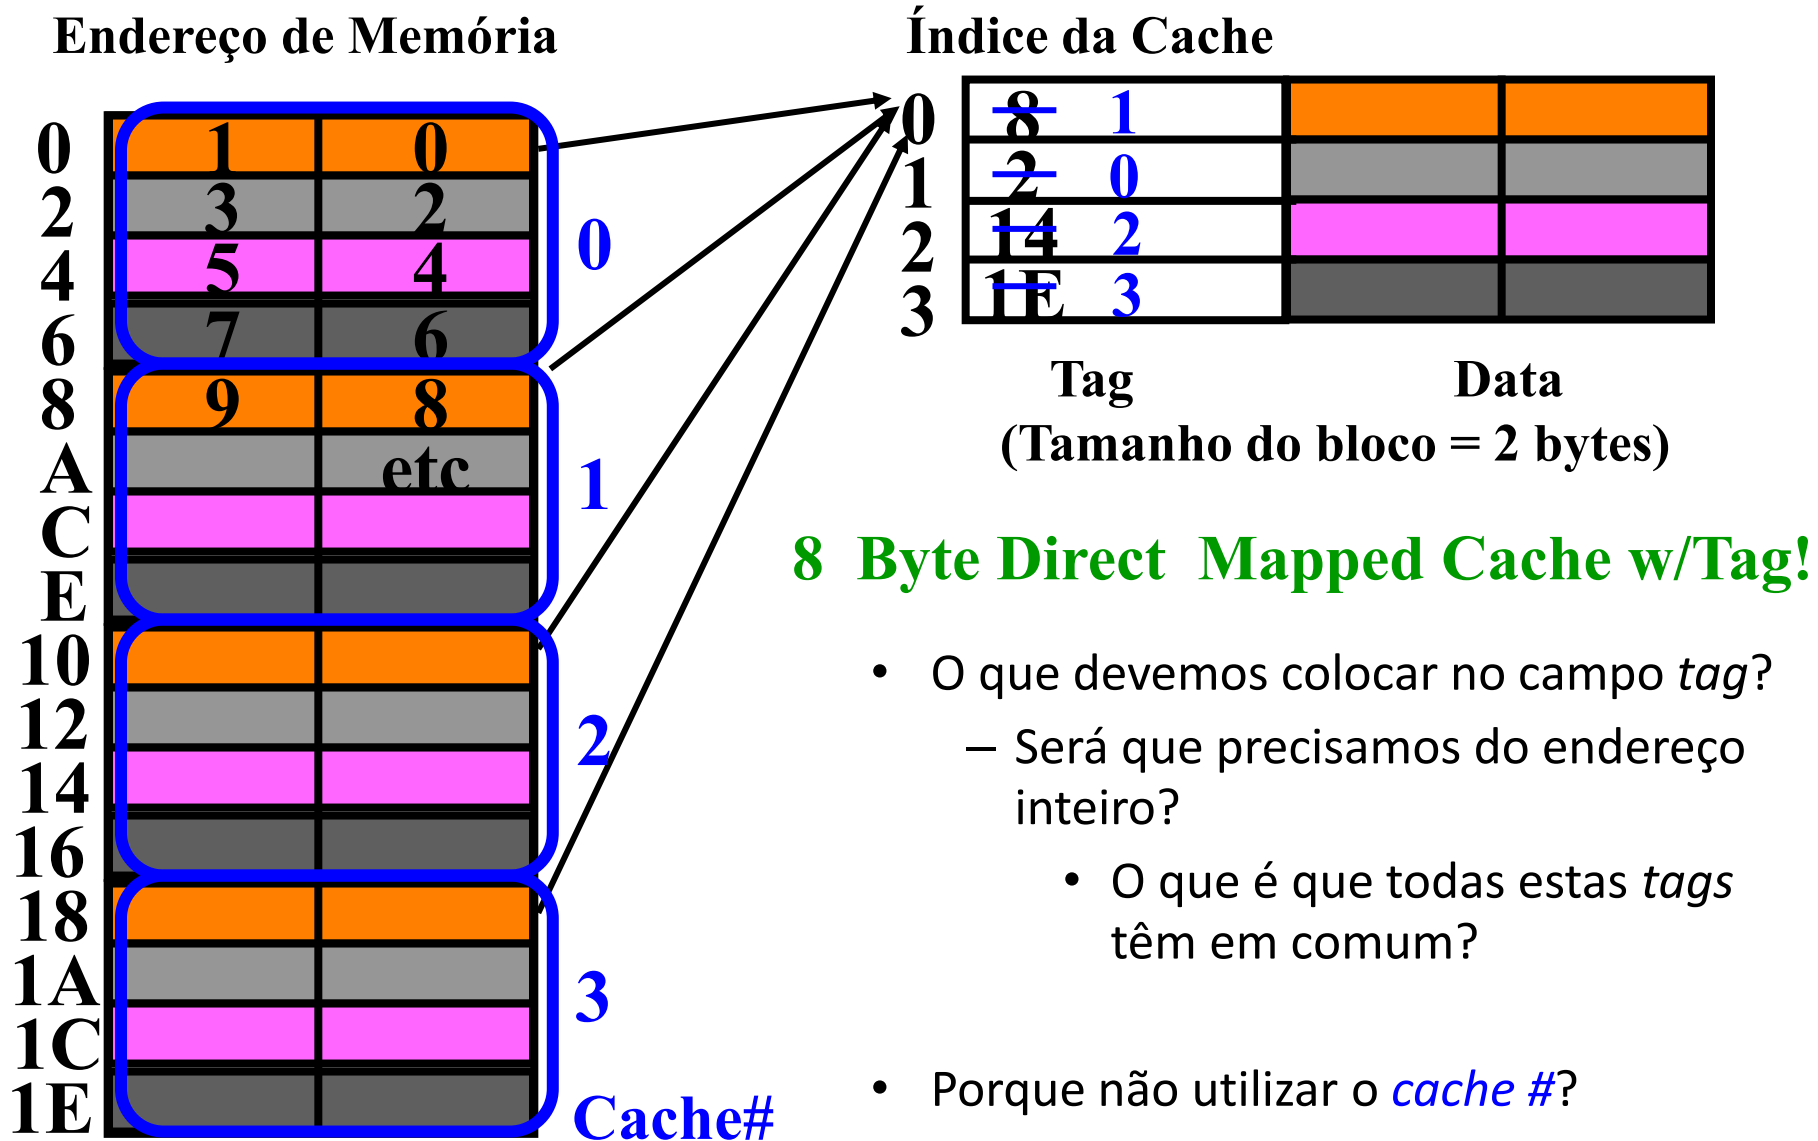 Endereço de Memória
0 1 0
2 3 2
4 5 4
6 7 6
0
8 9 8
A etc
C
E
1
10
12
14
16
2
18
1A
1C
1E
3
Cache#
Índice da Cache
0 8 1
1 2 0
2 14 2
3 1E 3
Tag Data
(Tamanho do bloco = 2 bytes)
8 Byte Direct Mapped Cache w/Tag!
• O que devemos colocar no campo tag?
– Será que precisamos do endereço
inteiro?
• O que é que todas estas tags
têm em comum?
• Porque não utilizar o cache #?